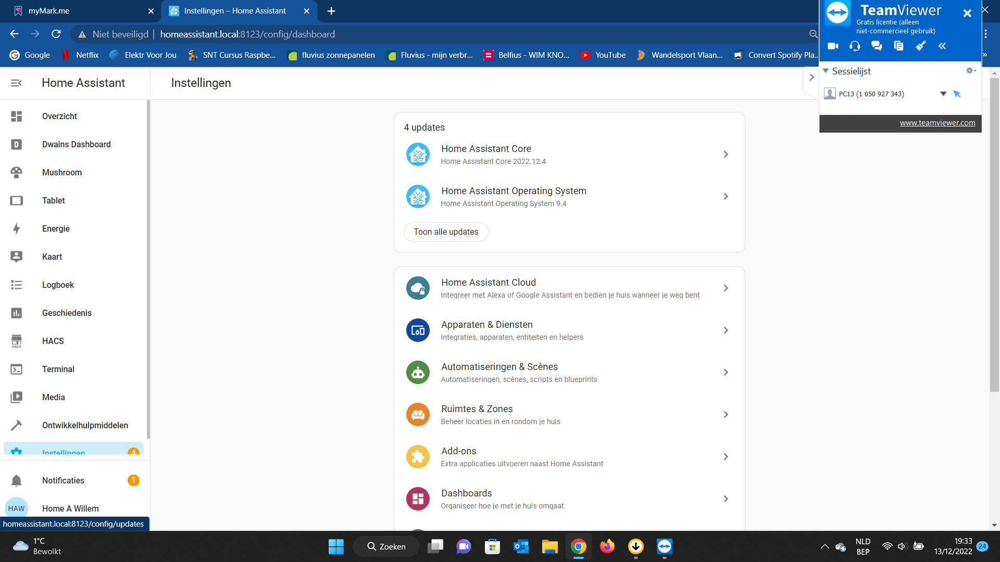 myMark.me
Instellingen – Home Assistant
TeamViewer
Gratis licentie (alleen
niet-commercieel gebruik)
Niet beveiligd
homeassistant.local:8123/config/dashboard
Google
Netflix
Elektr Voor Jou
SNT Cursus Raspbe...
fluvius zonnepanelen
Fluvius - mijn verbr...
Belfius - WIM KNO...
YouTube
Wandelsport Vlaan...
Convert Spotify Pla...
»
Sessielijst
PC13 (1 050 927 343)
www.teamviewer.com
Home Assistant
Instellingen
Overzicht
D
Dwains Dashboard
Mushroom
Tablet
Energie
Kaart
Logboek
Geschiedenis
HACS
HACS
Terminal
Media
Ontwikkelhulpmiddelen
Instellingen
4
Notificaties
1
HAW
Home A Willem
homeassistant.local:8123/config/updates
4 updates
Home Assistant Core
Home Assistant Core 2022.12.4
Home Assistant Operating System
Home Assistant Operating System 9.4
Toon alle updates
Home Assistant Cloud
Integreer met Alexa of Google Assistant en bedien je huis wanneer je weg bent
Apparaten & Diensten
Integraties, apparaten, entiteiten en helpers
Automatiseringen & Scènes
Automatiseringen, scènes, scripts en blueprints
Ruimtes & Zones
Beheer locaties in en rondom je huis
Add-ons
Extra applicaties uitvoeren naast Home Assistant
Dashboards
Organiseer hoe je met je huis omgaat
1°C
Bewolkt
Zoeken
NLD
BEP
19:33
13/12/2022
24